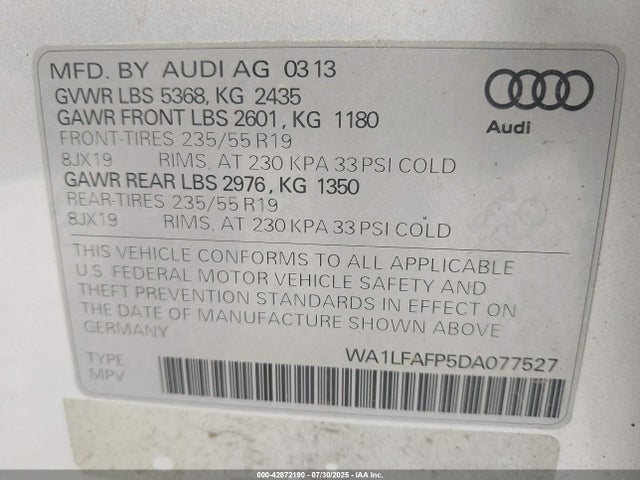 MFD. BY AUDI AG 0313
GVWR LBS 5368, KG 2435
GAWR FRONT LBS 2601, KG 1180
FRONT-TIRES 235/55 R19
8JX19 RIMS, AT 230 KPA 33 PSI COLD
GAWR REAR LBS 2976, KG 1350
REAR-TIRES 235/55 R19
8JX19 RIMS, AT 230 KPA 33 PSI COLD
Audi
THIS VEHICLE CONFORMS TO ALL APPLICABLE
U.S. FEDERAL MOTOR VEHICLE SAFETY AND
THEFT PREVENTION STANDARDS IN EFFECT ON
THE DATE OF MANUFACTURE SHOWN ABOVE
GERMANY
WA1LFAFP5DA077527
TYPE
MPV
000-42872190 - 07/30/2025 - IAANC